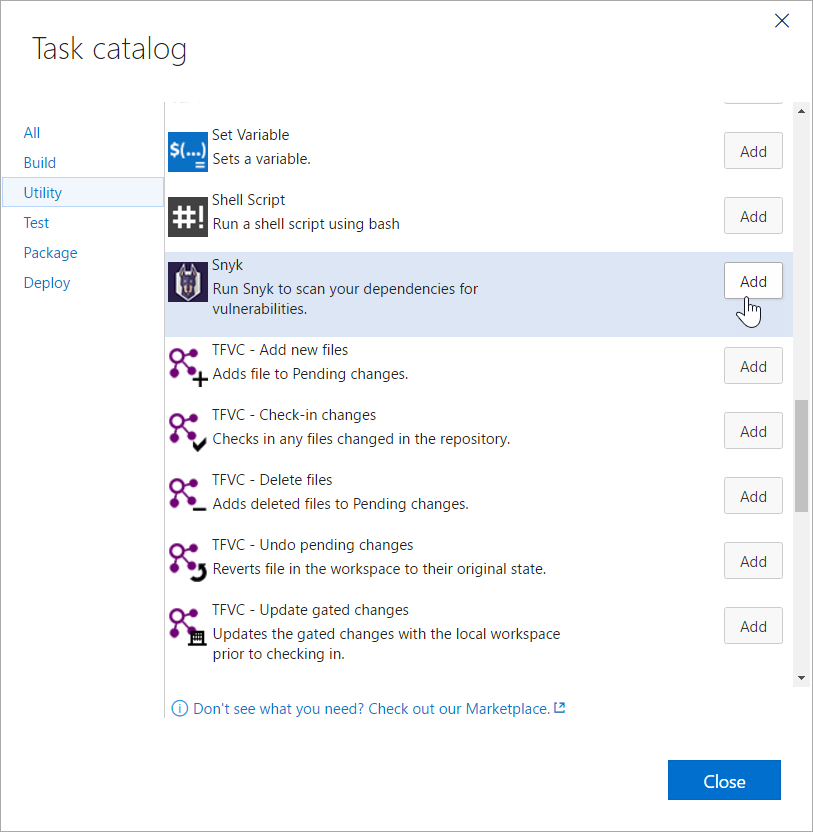 Task catalog
All
Build
Utility
Test
Package
Deploy
$(...)
=
Set Variable
Sets a variable.
Add
#!
Shell Script
Run a shell script using bash
Add
Snyk
Run Snyk to scan your dependencies for
vulnerabilities.
Add
TFVC - Add new files
Adds file to Pending changes.
Add
TFVC - Check-in changes
Checks in any files changed in the repository.
Add
TFVC - Delete files
Adds deleted files to Pending changes.
Add
TFVC - Undo pending changes
Reverts file in the workspace to their original state.
Add
TFVC - Update gated changes
Updates the gated changes with the local workspace
prior to checking in.
Add
Don't see what you need? Check out our Marketplace.
Close